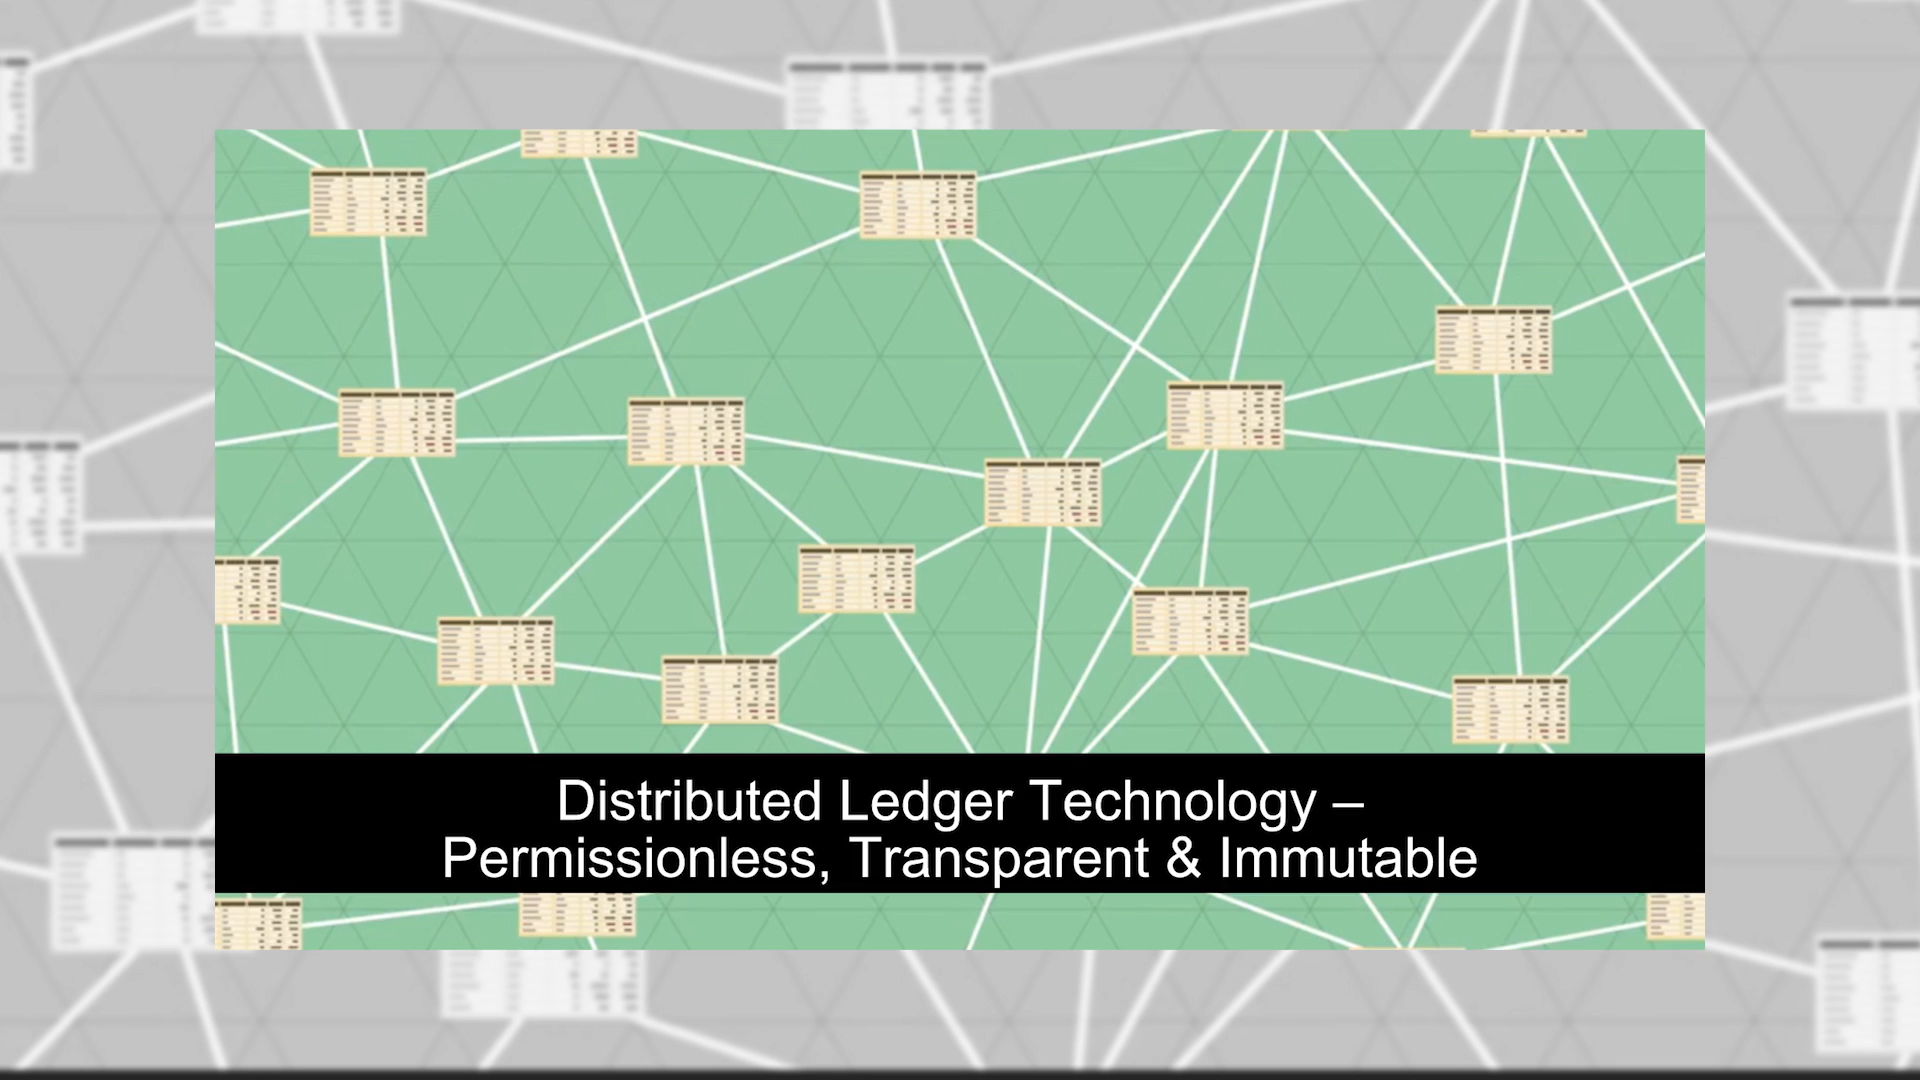 Distributed Ledger Technology –
Permissionless, Transparent & Immutable